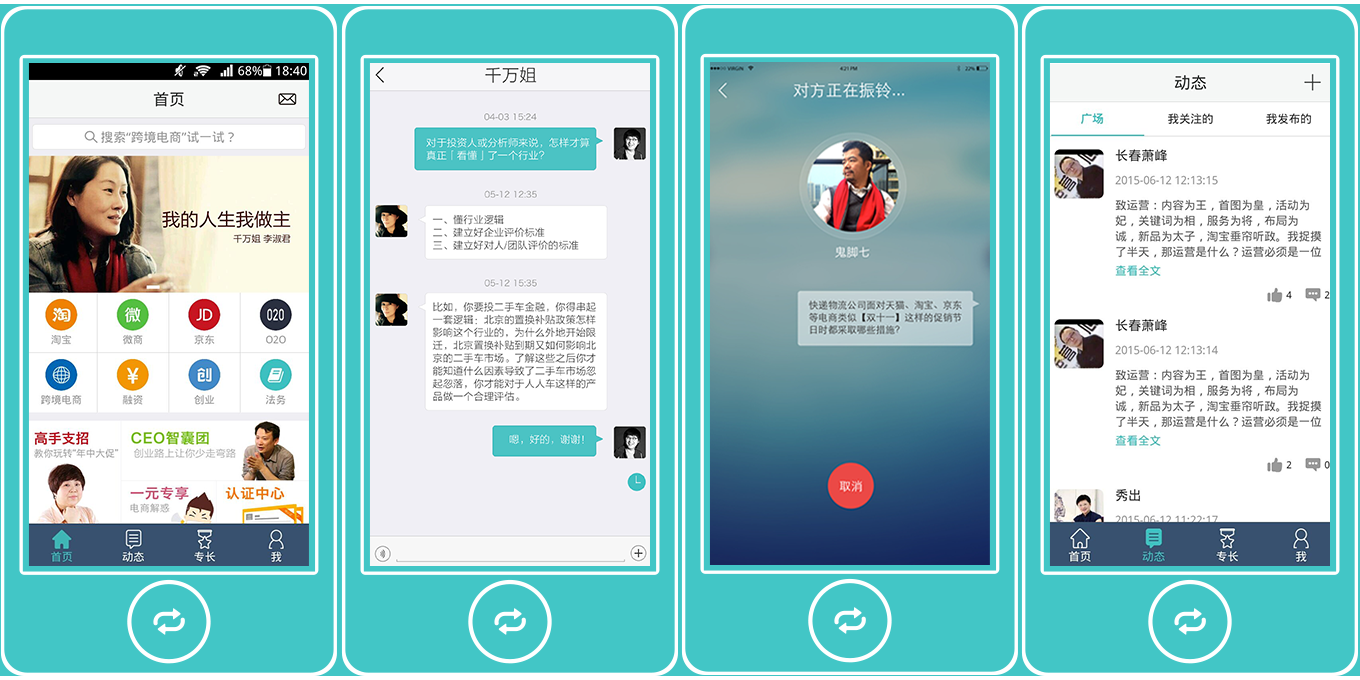 68% 18:40
首页
搜索“跨境电商”试一试？
我的人生我做主
千万姐 李淑君
淘 微 JD O2O
淘宝 微商 京东 O2O
¥ 创
跨境电商 融资 创业 法务
高手支招
教你玩转“年中大促”
CEO智囊团
创业路上让你少走弯路
一元专享
电商解惑
认证中心
首页 动态 专长 我
千万姐
04-03 15:24
对于投资人或分析师来说，怎样才算
真正「看懂」了一个行业？
05-12 12:35
一、懂行业逻辑
二、建立好企业评价标准
三、建立好对人/团队评价的标准
05-12 15:35
比如，你要投二手车金融，你得串起
一套逻辑；北京的置换补贴政策怎样
影响这个行业的，为什么外地开始限
迁，北京置换补贴到期又如何影响北
京的二手车市场。了解这些之后你才
能知道什么因素导致了二手车市场忽
起忽落，你才能对于人人车这样的产
品做一个合理评估。
嗯，好的，谢谢！
VIRGIN 4:21 PM 22%
对方正在振铃...
鬼脚七
快递物流公司面对天猫、淘宝、京东
等电商类似【双十一】这样的促销节
日时都采取哪些措施？
取消
动态
广场 我关注的 我发布的
长春萧峰
2015-06-12 12:13:15
致运营：内容为王，首图为皇，活动为
妃，关键词为相，服务为将，布局为
诚，新品为太子，淘宝垂帘听政。我捉摸
了半天，那运营是什么？运营必须是一位
查看全文
4 2
长春萧峰
2015-06-12 12:13:14
致运营：内容为王，首图为皇，活动为
妃，关键词为相，服务为将，布局为
诚，新品为太子，淘宝垂帘听政。我捉摸
了半天，那运营是什么？运营必须是一位
查看全文
2 0
秀出
2015-06-12 11:22:17
首页 动态 专长 我